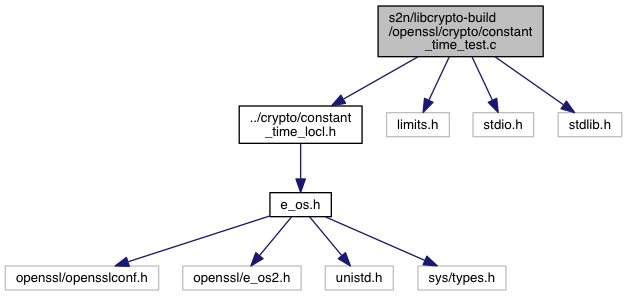 s2n/libcrypto-build
/openssl/crypto/constant
_time_test.c
../crypto/constant
_time_locl.h
limits.h
stdio.h
stdlib.h
e_os.h
openssl/opensslconf.h
openssl/e_os2.h
unistd.h
sys/types.h